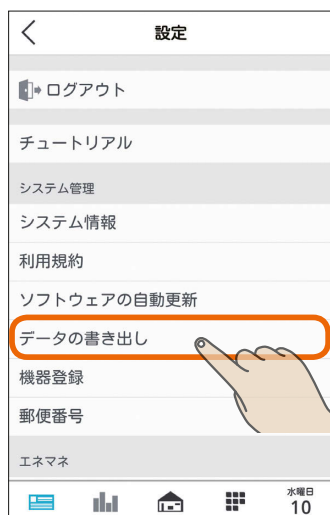 設定
ログアウト
チュートリアル
システム管理
システム情報
利用規約
ソフトウェアの自動更新
データの書き出し
機器登録
郵便番号
エネマネ
水曜日
10